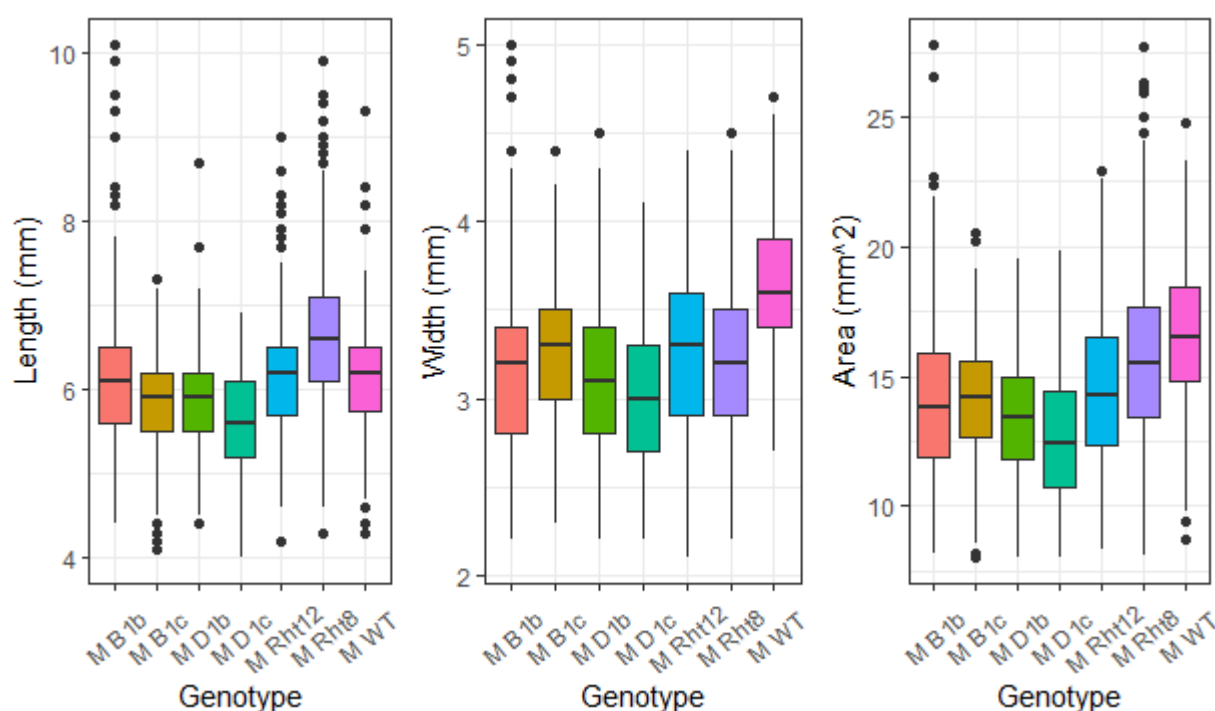 Length (mm)
10
8
6
4
M B1b
M B1c
M D1b
M D1c
M Rht12
M Rht8
M WT
Genotype
Width (mm)
5
4
3
2
M B1b
M B1c
M D1b
M D1c
M Rht12
M Rht8
M WT
Genotype
Area (mm^2)
25
20
15
10
M B1b
M B1c
M D1b
M D1c
M Rht12
M Rht8
M WT
Genotype